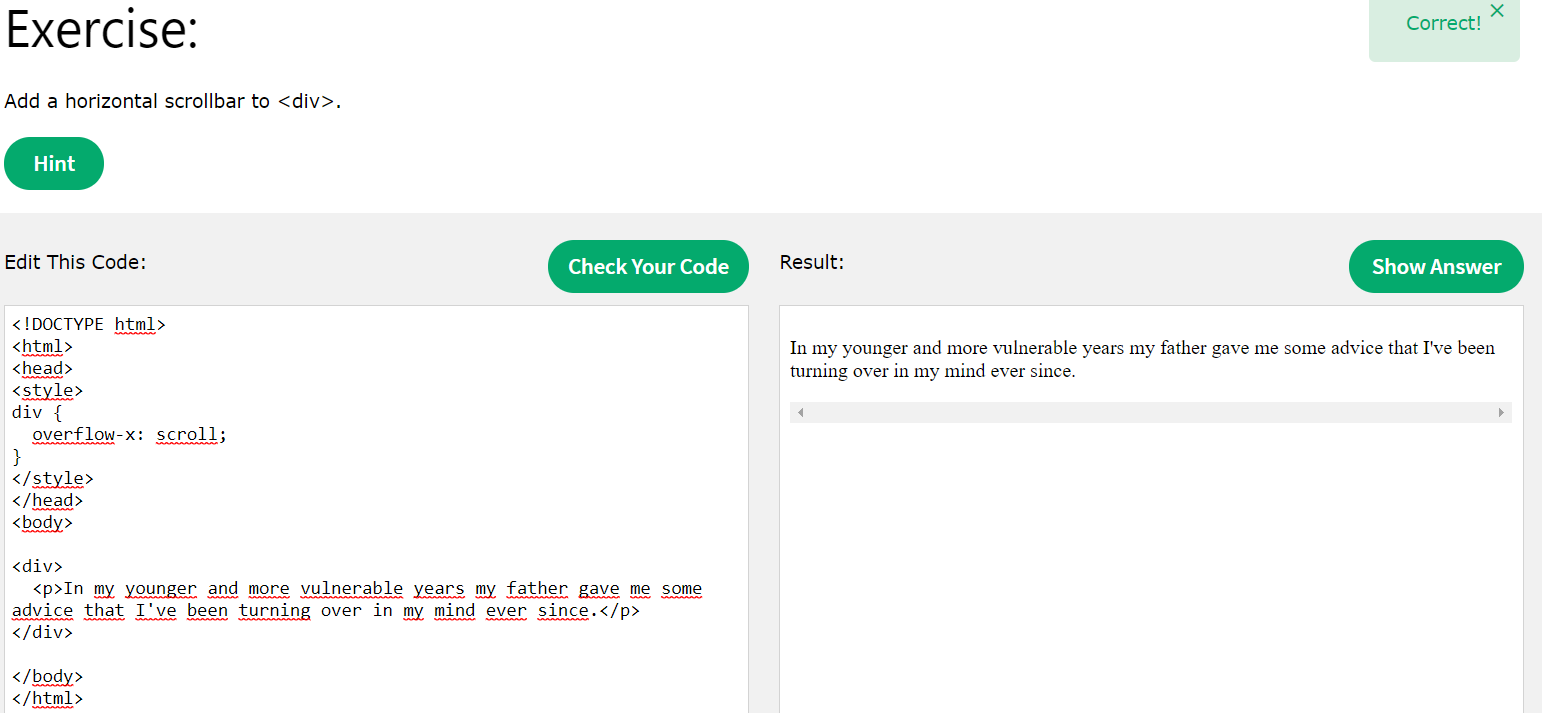 Exercise:
Correct!
Add a horizontal scrollbar to <div>.
Hint
Edit This Code:
Check Your Code
Result:
Show Answer
<!DOCTYPE html>
<html>
<head>
<style>
div {
  overflow-x: scroll;
}
</style>
</head>
<body>
<div>
  <p>In my younger and more vulnerable years my father gave me some
advice that I've been turning over in my mind ever since.</p>
</div>
</body>
</html>
In my younger and more vulnerable years my father gave me some advice that I've been
turning over in my mind ever since.